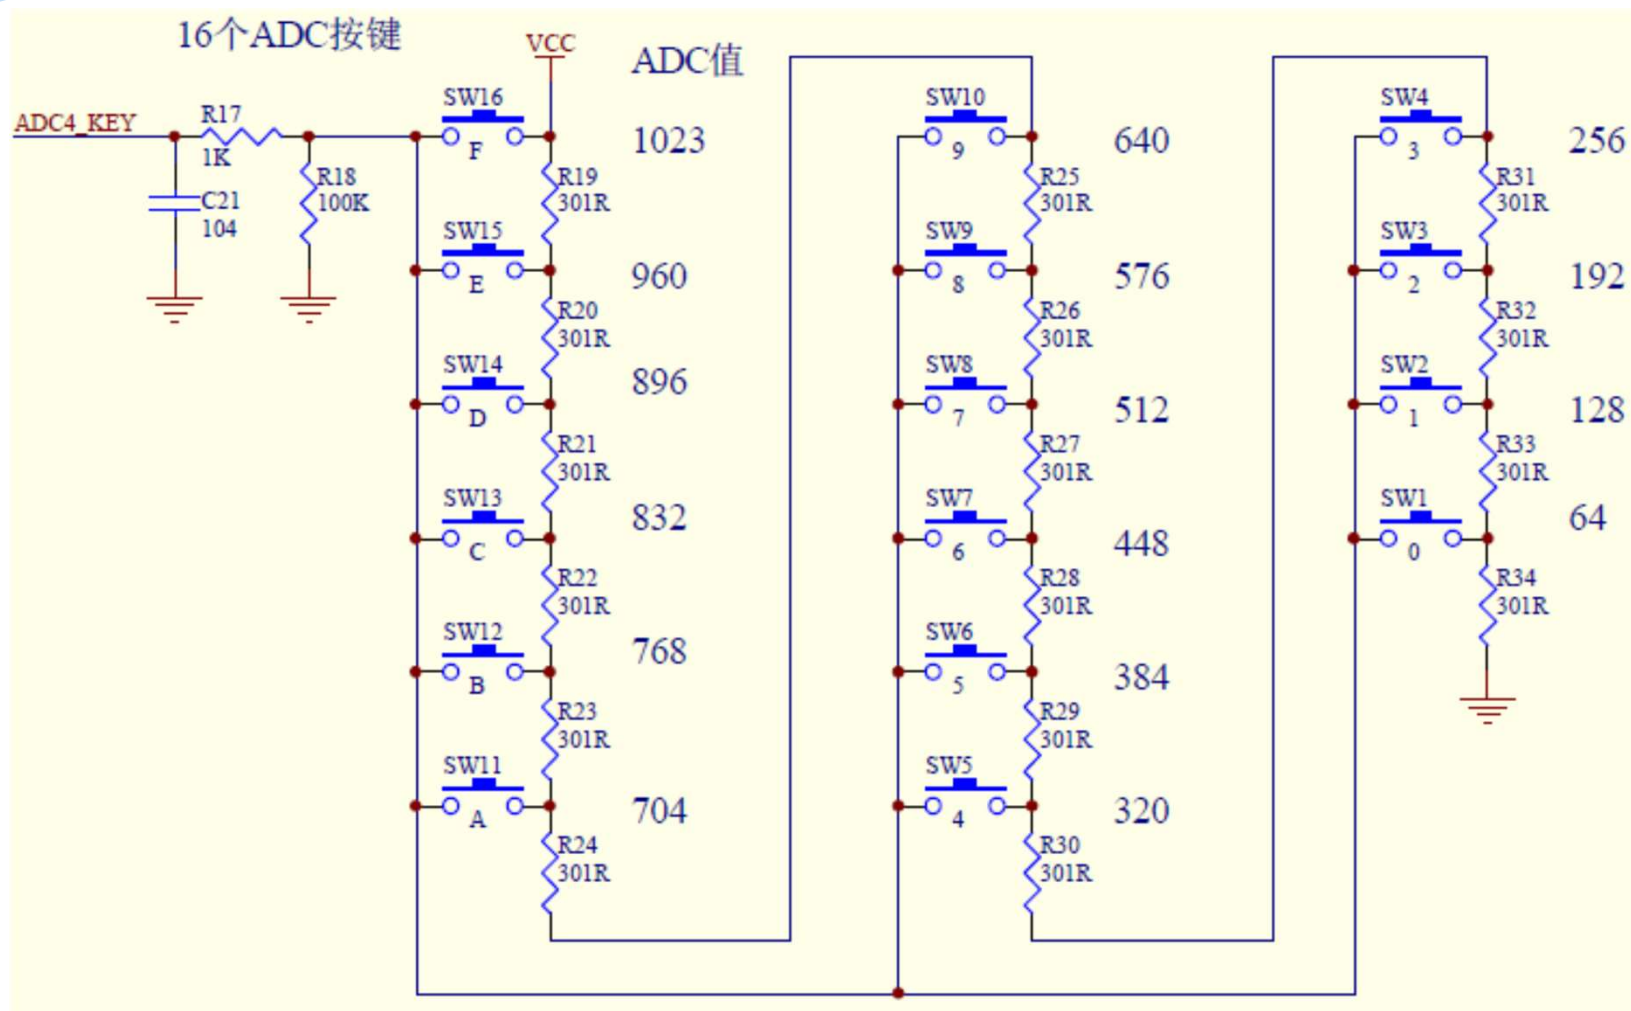 16个ADC按键
VCC
ADC值
ADC4_KEY
R17
1K
C21
104
R18
100K
SW16
F
1023
R19
301R
SW15
E
960
R20
301R
SW14
D
896
R21
301R
SW13
C
832
R22
301R
SW12
B
768
R23
301R
SW11
A
704
R24
301R
SW10
9
640
R25
301R
SW9
8
576
R26
301R
SW8
7
512
R27
301R
SW7
6
448
R28
301R
SW6
5
384
R29
301R
SW5
4
320
R30
301R
SW4
3
256
R31
301R
SW3
2
192
R32
301R
SW2
1
128
R33
301R
SW1
0
64
R34
301R